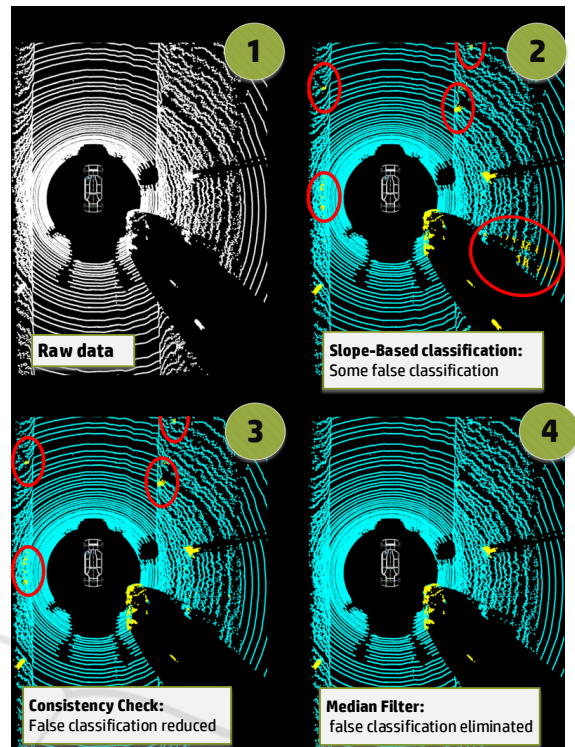 1
2
Raw data
Slope-Based classification:
Some false classification
3
4
Consistency Check:
False classification reduced
Median Filter:
false classification eliminated